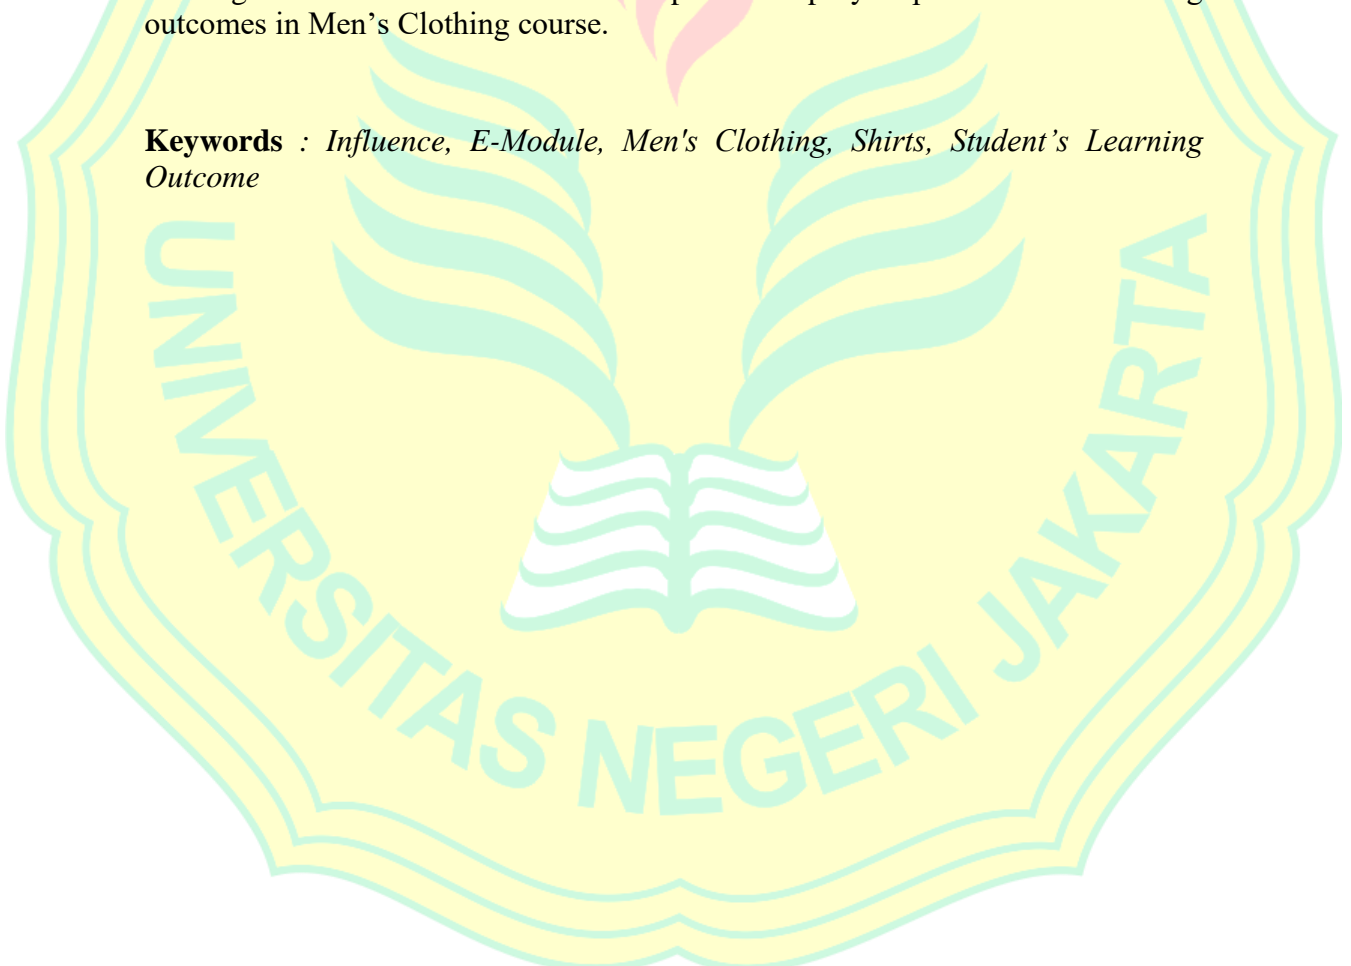 outcomes in Men’s Clothing course.
Keywords : Influence, E-Module, Men's Clothing, Shirts, Student’s Learning
Outcome
UNIVERSITAS NEGERI JAKARTA